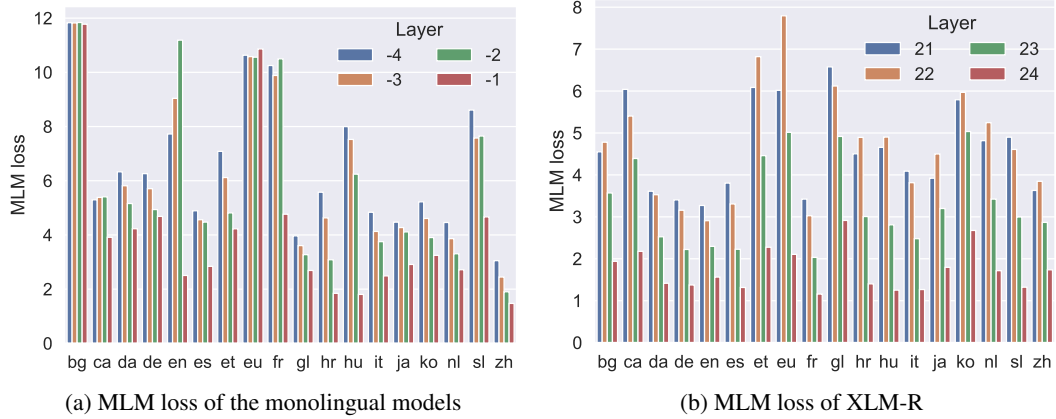 12
10
8
6
4
2
0
MLM loss
Layer
-4 -2
-3 -1
bg ca da de en es et eu fr gl hr hu it ja ko nl sl zh
(a) MLM loss of the monolingual models
8
7
6
5
4
3
2
1
0
MLM loss
Layer
21 23
22 24
bg ca da de en es et eu fr gl hr hu it ja ko nl sl zh
(b) MLM loss of XLM-R